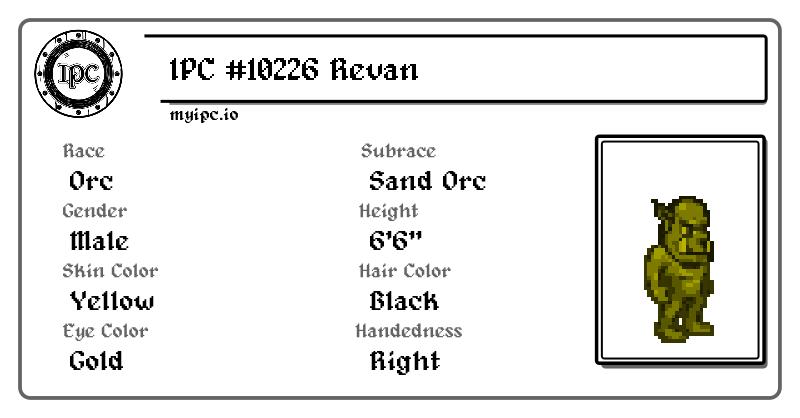 IPC
IPC #10226 Revan
myipc.io
Race
Orc
Subrace
Sand Orc
Gender
Male
Height
6'6"
Skin Color
Yellow
Hair Color
Black
Eye Color
Gold
Handedness
Right